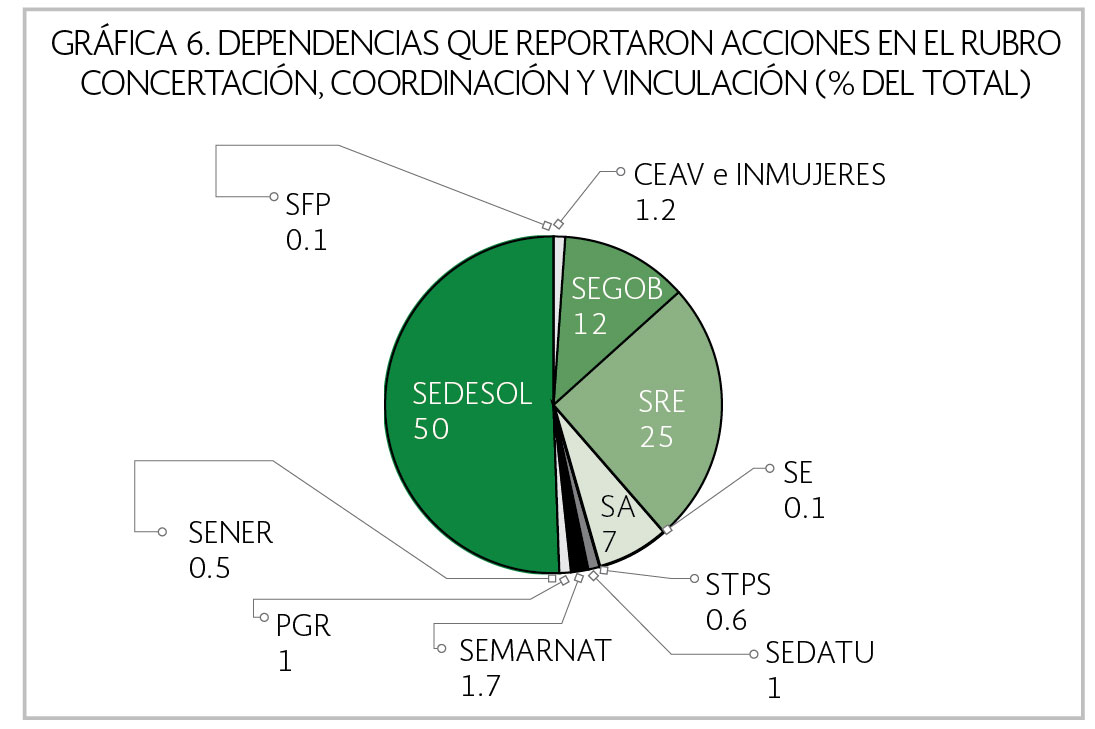 GRÁFICA 6. DEPENDENCIAS QUE REPORTARON ACCIONES EN EL RUBRO
CONCERTACIÓN, COORDINACIÓN Y VINCULACIÓN (% DEL TOTAL)
CEAV e INMUJERES
1.2
SFP
0.1
SEGOB
12
SEDESOL
50
SRE
25
SE
0.1
SA
7
SENER
0.5
STPS
0.6
PGR
1
SEMARNAT
1.7
SEDATU
1